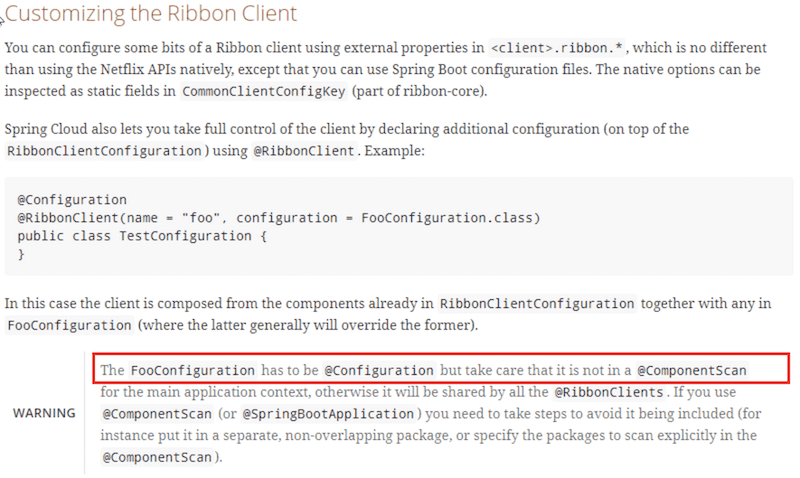 Customizing the Ribbon Client
You can configure some bits of a Ribbon client using external properties in <client>.ribbon.*, which is no different
than using the Netflix APIs natively, except that you can use Spring Boot configuration files. The native options can be
inspected as static fields in CommonClientConfigKey (part of ribbon-core).
Spring Cloud also lets you take full control of the client by declaring additional configuration (on top of the
RibbonClientConfiguration) using @RibbonClient. Example:
@Configuration
@RibbonClient(name = "foo", configuration = FooConfiguration.class)
public class TestConfiguration {
}
In this case the client is composed from the components already in RibbonClientConfiguration together with any in
FooConfiguration (where the latter generally will override the former).
The FooConfiguration has to be @Configuration but take care that it is not in a @ComponentScan
for the main application context, otherwise it will be shared by all the @RibbonClients. If you use
WARNING @ComponentScan (or @SpringBootApplication) you need to take steps to avoid it being included (for
instance put it in a separate, non-overlapping package, or specify the packages to scan explicitly in the
@ComponentScan).